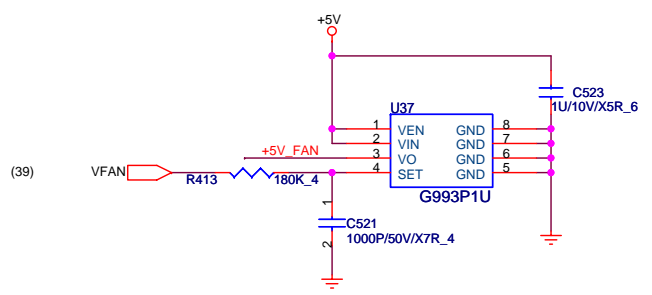 +5V
C523
1U/10V/X5R_6
U37
1 VEN GND 8
2 VIN GND 7
+5V_FAN 3 VO GND 6
4 SET GND 5
(39) VFAN R413 180K_4
G993P1U
1
C521
1000P/50V/X7R_4
2